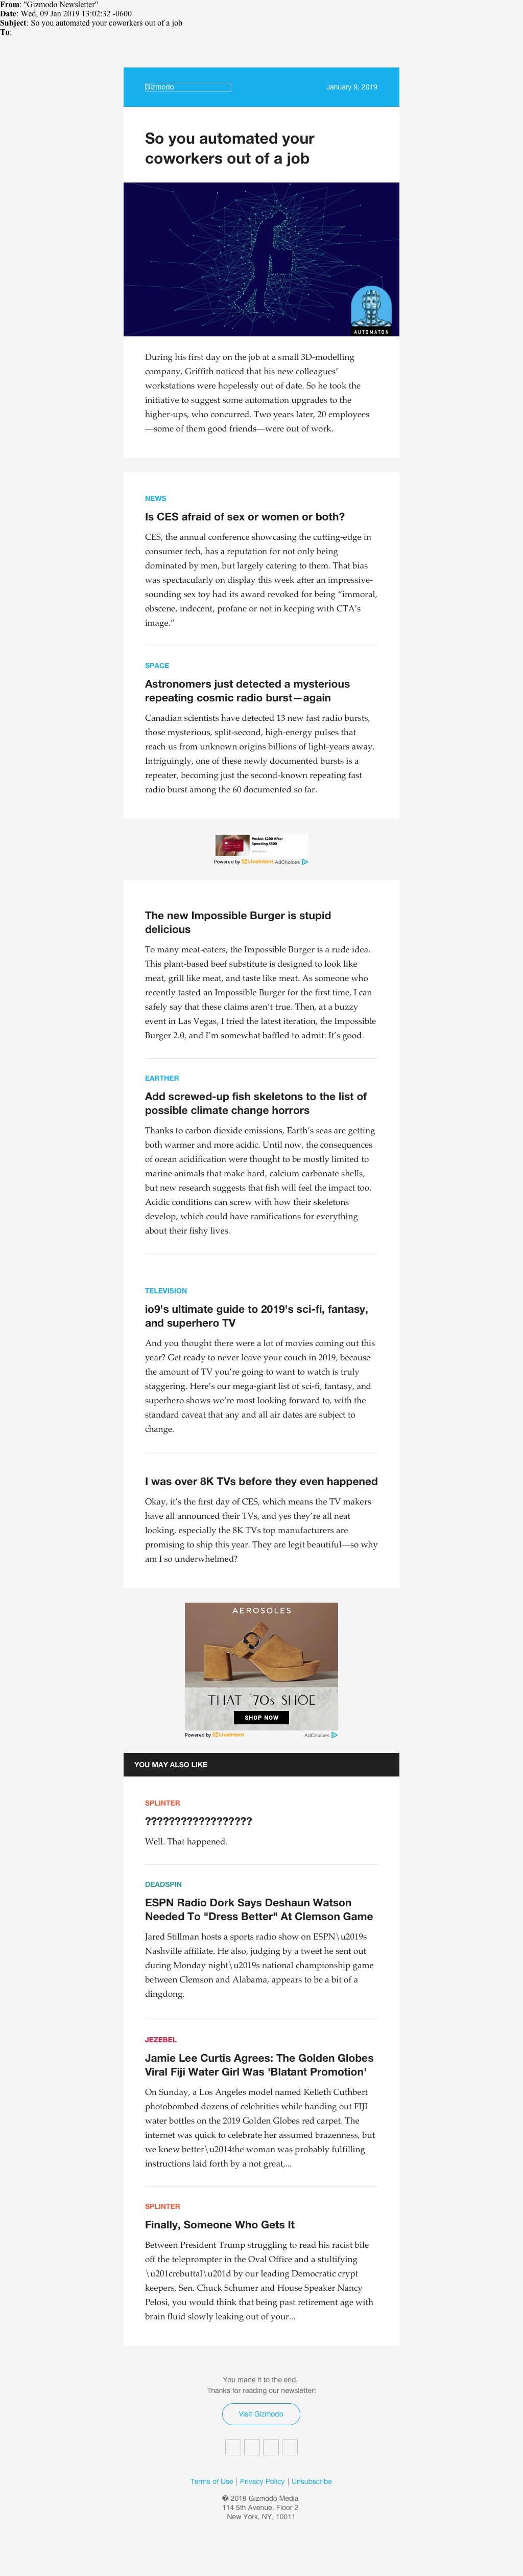 From: "Gizmodo Newsletter"
Date: Wed, 09 Jan 2019 13:02:32 -0600
Subject: So you automated your coworkers out of a job
To:
Gizmodo
January 9, 2019
So you automated your
coworkers out of a job
AUTOMATON
During his first day on the job at a small 3D-modelling
company, Griffith noticed that his new colleagues'
workstations were hopelessly out of date. So he took the
initiative to suggest some automation upgrades to the
higher-ups, who concurred. Two years later, 20 employees
—some of them good friends—were out of work.
NEWS
Is CES afraid of sex or women or both?
CES, the annual conference showcasing the cutting-edge in
consumer tech, has a reputation for not only being
dominated by men, but largely catering to them. That bias
was spectacularly on display this week after an impressive-
sounding sex toy had its award revoked for being “immoral,
obscene, indecent, profane or not in keeping with CTA’s
image.”
SPACE
Astronomers just detected a mysterious
repeating cosmic radio burst—again
Canadian scientists have detected 13 new fast radio bursts,
those mysterious, split-second, high-energy pulses that
reach us from unknown origins billions of light-years away.
Intriguingly, one of these newly documented bursts is a
repeater, becoming just the second-known repeating fast
radio burst among the 60 documented so far.
Pocket $200 After
Spending $500
Powered by LiveIntent AdChoices
The new Impossible Burger is stupid
delicious
To many meat-eaters, the Impossible Burger is a rude idea.
This plant-based beef substitute is designed to look like
meat, grill like meat, and taste like meat. As someone who
recently tasted an Impossible Burger for the first time, I can
safely say that these claims aren’t true. Then, at a buzzy
event in Las Vegas, I tried the latest iteration, the Impossible
Burger 2.0, and I’m somewhat baffled to admit: It’s good.
EARTHER
Add screwed-up fish skeletons to the list of
possible climate change horrors
Thanks to carbon dioxide emissions, Earth’s seas are getting
both warmer and more acidic. Until now, the consequences
of ocean acidification were thought to be mostly limited to
marine animals that make hard, calcium carbonate shells,
but new research suggests that fish will feel the impact too.
Acidic conditions can screw with how their skeletons
develop, which could have ramifications for everything
about their fishy lives.
TELEVISION
io9's ultimate guide to 2019's sci-fi, fantasy,
and superhero TV
And you thought there were a lot of movies coming out this
year? Get ready to never leave your couch in 2019, because
the amount of TV you’re going to want to watch is truly
staggering. Here’s our mega-giant list of sci-fi, fantasy, and
superhero shows we’re most looking forward to, with the
standard caveat that any and all air dates are subject to
change.
I was over 8K TVs before they even happened
Okay, it’s the first day of CES, which means the TV makers
have all announced their TVs, and yes they’re all neat
looking, especially the 8K TVs top manufacturers are
promising to ship this year. They are legit beautiful—so why
am I so underwhelmed?
AEROSOLES
THAT '70s SHOE
SHOP NOW
Powered by LiveIntent
AdChoices
YOU MAY ALSO LIKE
SPLINTER
??????????????????
Well. That happened.
DEADSPIN
ESPN Radio Dork Says Deshaun Watson
Needed To "Dress Better" At Clemson Game
Jared Stillman hosts a sports radio show on ESPN\u2019s
Nashville affiliate. He also, judging by a tweet he sent out
during Monday night\u2019s national championship game
between Clemson and Alabama, appears to be a bit of a
dingdong.
JEZEBEL
Jamie Lee Curtis Agrees: The Golden Globes
Viral Fiji Water Girl Was 'Blatant Promotion'
On Sunday, a Los Angeles model named Kelleth Cuthbert
photobombed dozens of celebrities while handing out FIJI
water bottles on the 2019 Golden Globes red carpet. The
internet was quick to celebrate her assumed brazenness, but
we knew better\u2014the woman was probably fulfilling
instructions laid forth by a not great,...
SPLINTER
Finally, Someone Who Gets It
Between President Trump struggling to read his racist bile
off the teleprompter in the Oval Office and a stultifying
\u201crebuttal\u201d by our leading Democratic crypt
keepers, Sen. Chuck Schumer and House Speaker Nancy
Pelosi, you would think that being past retirement age with
brain fluid slowly leaking out of your...
You made it to the end.
Thanks for reading our newsletter!
Visit Gizmodo
Terms of Use | Privacy Policy | Unsubscribe
� 2019 Gizmodo Media
114 5th Avenue, Floor 2
New York, NY, 10011